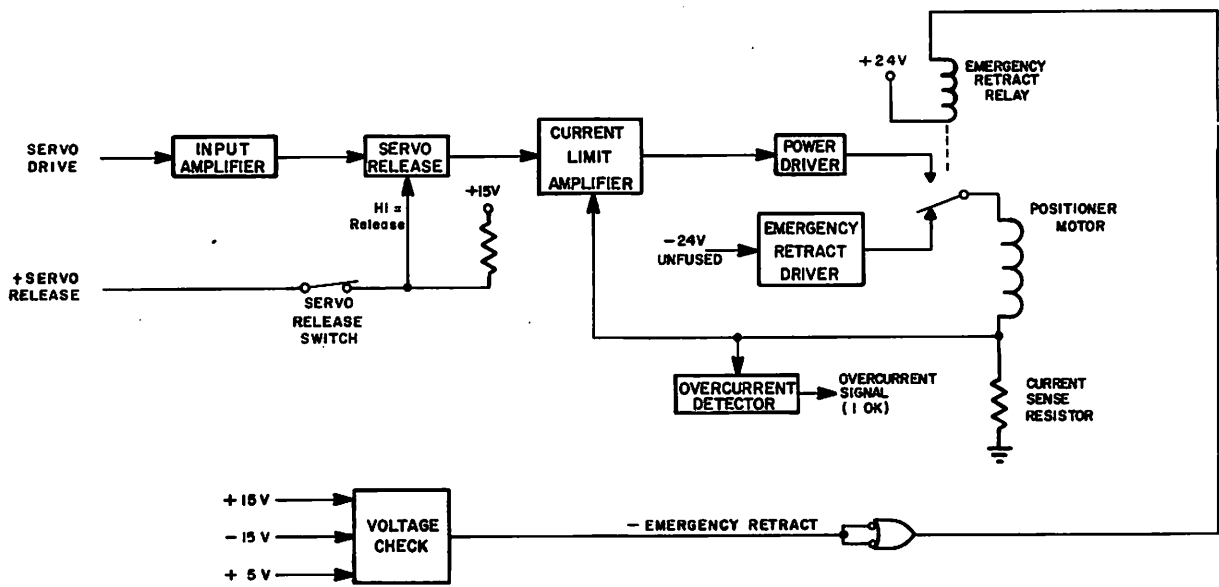 +24V
EMERGENCY
RETRACT
RELAY
SERVO
DRIVE
INPUT
AMPLIFIER
SERVO
RELEASE
CURRENT
LIMIT
AMPLIFIER
POWER
DRIVER
+15V
HI =
Release
-24V
UNFUSED
EMERGENCY
RETRACT
DRIVER
POSITIONER
MOTOR
+SERVO
RELEASE
SERVO
RELEASE
SWITCH
OVERCURRENT
DETECTOR
OVERCURRENT
SIGNAL
(1 OK)
CURRENT
SENSE
RESISTOR
+15V
-15V
+5V
VOLTAGE
CHECK
-EMERGENCY RETRACT